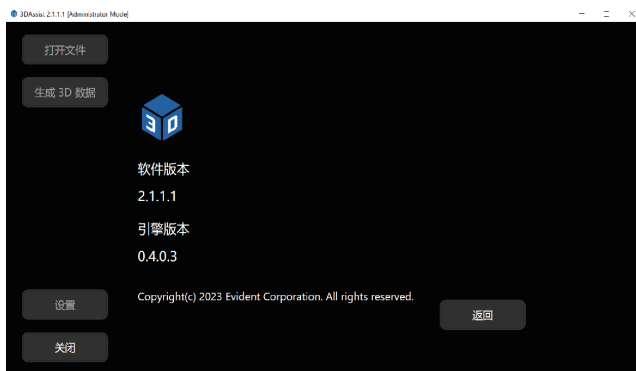 3DAssist 2.1.1.1 [Administrator Mode]
打开文件
生成 3D 数据
3D
软件版本
2.1.1.1
引擎版本
0.4.0.3
Copyright(c) 2023 Evident Corporation. All rights reserved.
设置
返回
关闭